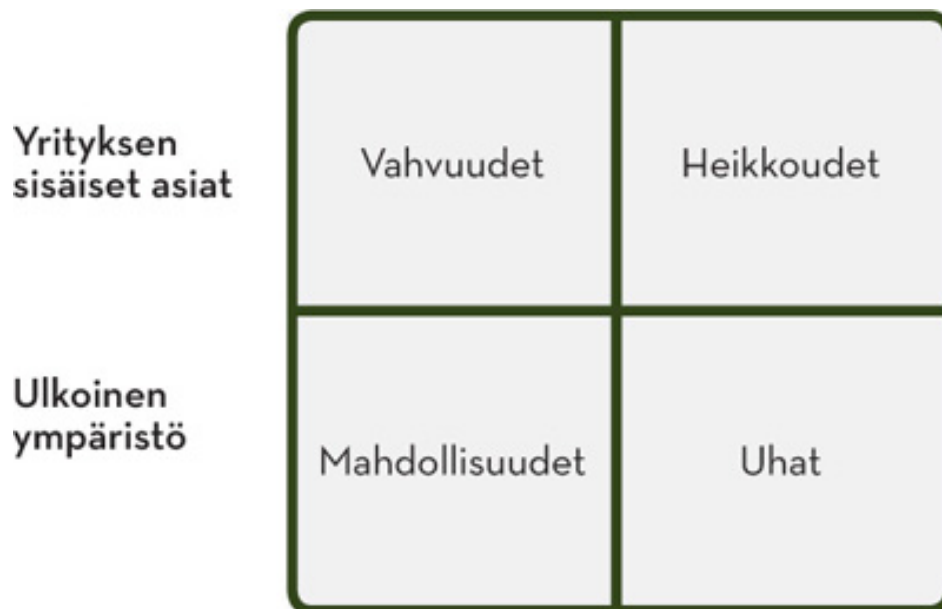 Yrityksen
sisäiset asiat
Vahvuudet
Heikkoudet
Ulkoinen
ympäristö
Mahdollisuudet
Uhat